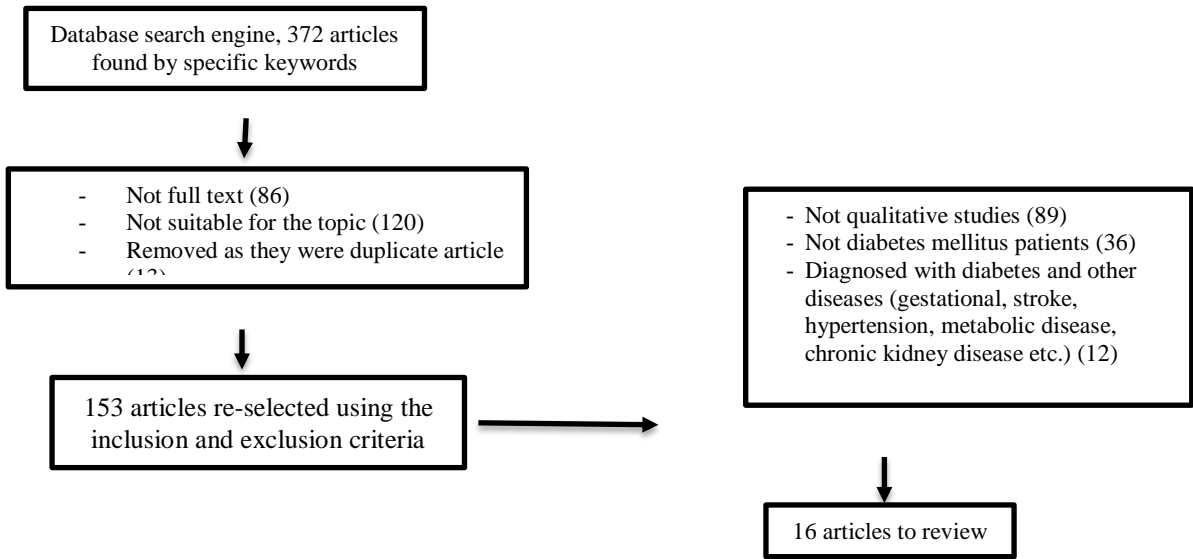 Database search engine, 372 articles
found by specific keywords
- Not full text (86)
- Not suitable for the topic (120)
- Removed as they were duplicate article
153 articles re-selected using the
inclusion and exclusion criteria
- Not qualitative studies (89)
- Not diabetes mellitus patients (36)
- Diagnosed with diabetes and other
diseases (gestational, stroke,
hypertension, metabolic disease,
chronic kidney disease etc.) (12)
16 articles to review